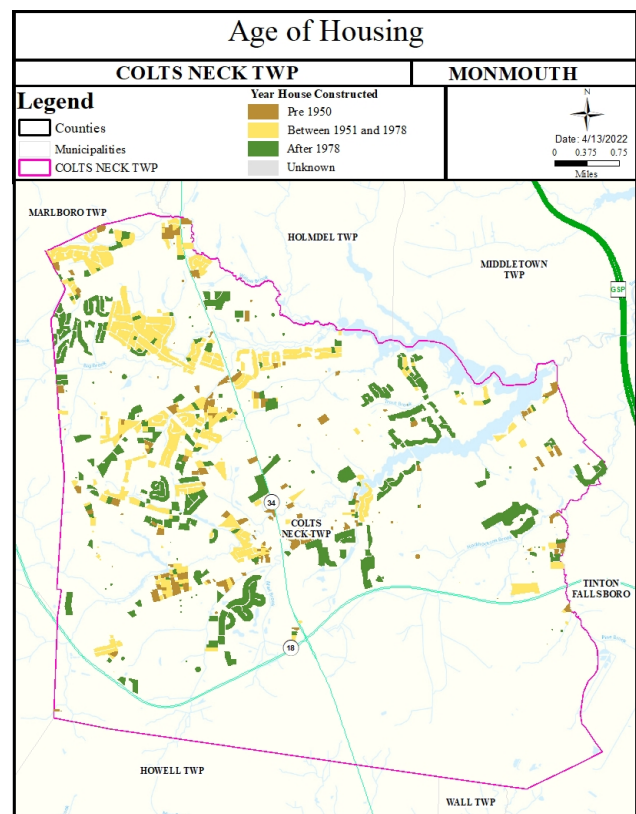 Age of Housing
COLTS NECK TWP
MONMOUTH
Legend
Counties
Municipalities
COLTS NECK TWP
Year House Constructed
Pre 1950
Between 1951 and 1978
After 1978
Unknown
N
Date: 4/13/2022
0 0.375 0.75
Miles
MARLBORO TWP
HOLMDEL TWP
MIDDLETOWN
TWP
GSP
34
COLTS
NECK TWP
TINTON
FALLSBORO
18
HOWELL TWP
WALL TWP